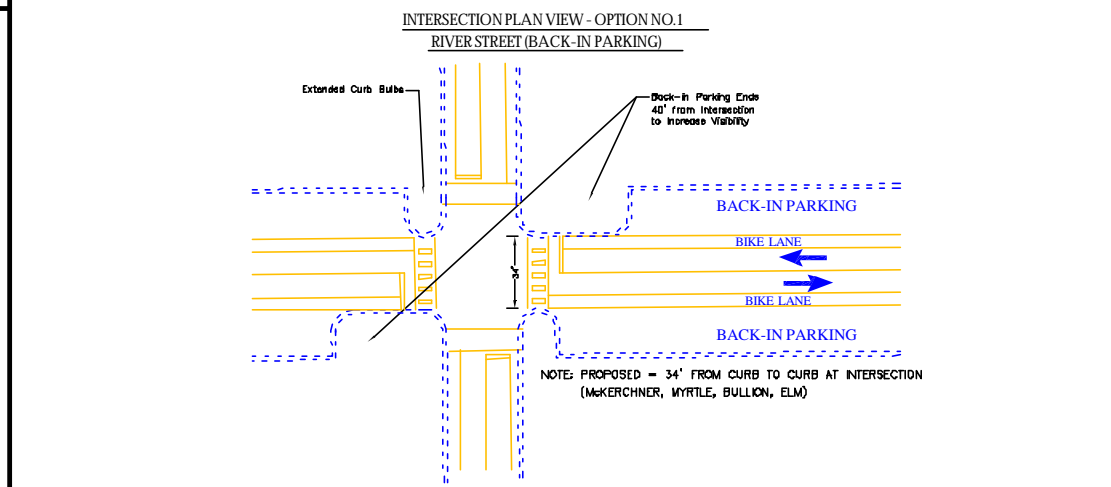 INTERSECTION PLAN VIEW - OPTION NO.1
RIVER STREET (BACK-IN PARKING)
Extended Curb Bulbs
Back-in Parking Ends
40' from Intersection
to Increase Visibility
BACK-IN PARKING
BIKE LANE
34'
BIKE LANE
BACK-IN PARKING
NOTE: PROPOSED = 34' FROM CURB TO CURB AT INTERSECTION
(McKERCHNER, MYRTLE, BULLION, ELM)